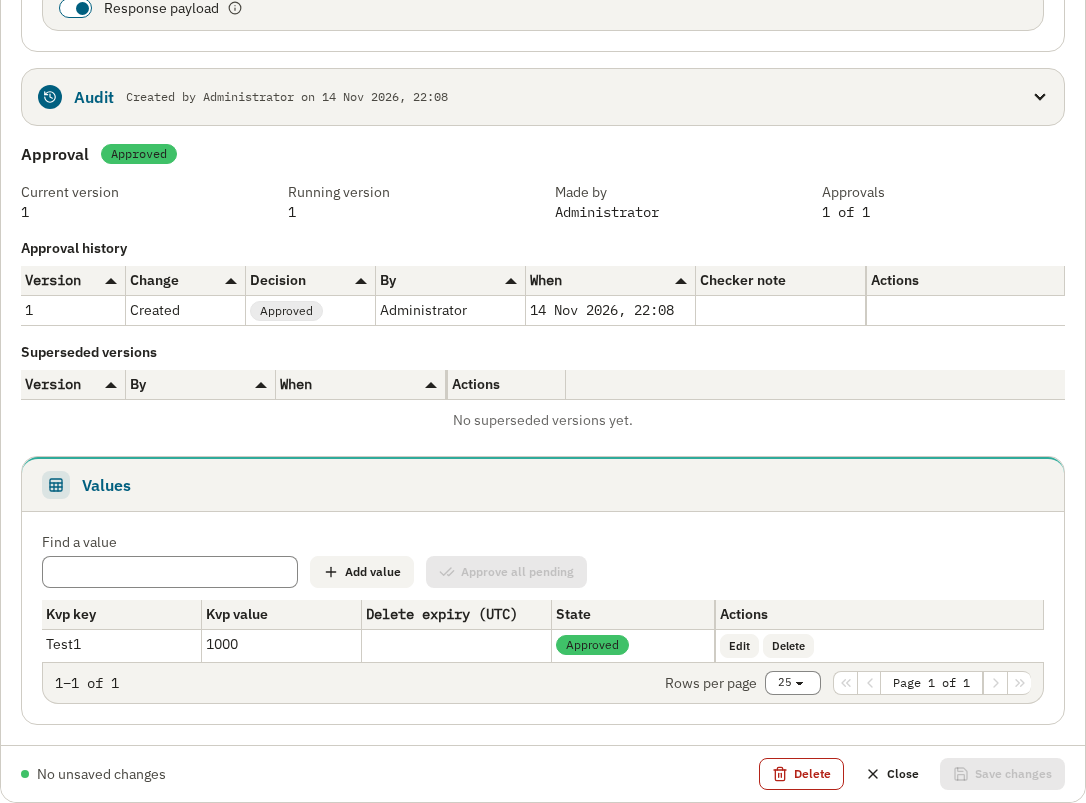 Response payload
Audit Created by Administrator on 14 Nov 2026, 22:08
Approval Approved
Current version Running version Made by Approvals
1 1 Administrator 1 of 1
Approval history
Version Change Decision By When Checker note Actions
1 Created Approved Administrator 14 Nov 2026, 22:08
Superseded versions
Version By When Actions
No superseded versions yet.
Values
Find a value
Add value Approve all pending
Kvp key Kvp value Delete expiry (UTC) State Actions
Test1 1000 Approved Edit Delete
1–1 of 1 Rows per page 25 Page 1 of 1
No unsaved changes Delete Close Save changes